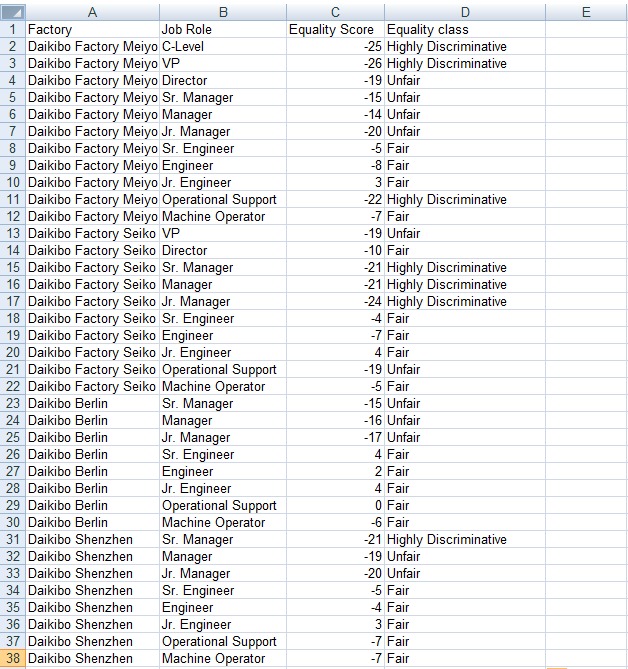 A B C D E
1 Factory Job Role Equality Score Equality class
2 Daikibo Factory Meiyo C-Level -25 Highly Discriminative
3 Daikibo Factory Meiyo VP -26 Highly Discriminative
4 Daikibo Factory Meiyo Director -19 Unfair
5 Daikibo Factory Meiyo Sr. Manager -15 Unfair
6 Daikibo Factory Meiyo Manager -14 Unfair
7 Daikibo Factory Meiyo Jr. Manager -20 Unfair
8 Daikibo Factory Meiyo Sr. Engineer -5 Fair
9 Daikibo Factory Meiyo Engineer -8 Fair
10 Daikibo Factory Meiyo Jr. Engineer 3 Fair
11 Daikibo Factory Meiyo Operational Support -22 Highly Discriminative
12 Daikibo Factory Meiyo Machine Operator -7 Fair
13 Daikibo Factory Seiko VP -19 Unfair
14 Daikibo Factory Seiko Director -10 Fair
15 Daikibo Factory Seiko Sr. Manager -21 Highly Discriminative
16 Daikibo Factory Seiko Manager -21 Highly Discriminative
17 Daikibo Factory Seiko Jr. Manager -24 Highly Discriminative
18 Daikibo Factory Seiko Sr. Engineer -4 Fair
19 Daikibo Factory Seiko Engineer -7 Fair
20 Daikibo Factory Seiko Jr. Engineer 4 Fair
21 Daikibo Factory Seiko Operational Support -19 Unfair
22 Daikibo Factory Seiko Machine Operator -5 Fair
23 Daikibo Berlin Sr. Manager -15 Unfair
24 Daikibo Berlin Manager -16 Unfair
25 Daikibo Berlin Jr. Manager -17 Unfair
26 Daikibo Berlin Sr. Engineer 4 Fair
27 Daikibo Berlin Engineer 2 Fair
28 Daikibo Berlin Jr. Engineer 4 Fair
29 Daikibo Berlin Operational Support 0 Fair
30 Daikibo Berlin Machine Operator -6 Fair
31 Daikibo Shenzhen Sr. Manager -21 Highly Discriminative
32 Daikibo Shenzhen Manager -19 Unfair
33 Daikibo Shenzhen Jr. Manager -20 Unfair
34 Daikibo Shenzhen Sr. Engineer -5 Fair
35 Daikibo Shenzhen Engineer -4 Fair
36 Daikibo Shenzhen Jr. Engineer 3 Fair
37 Daikibo Shenzhen Operational Support -7 Fair
38 Daikibo Shenzhen Machine Operator -7 Fair